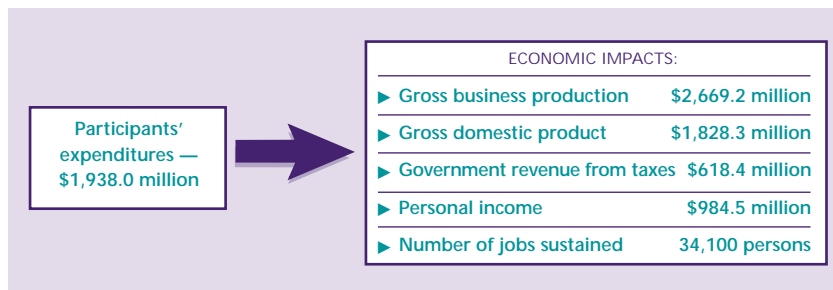 Participants'
expenditures —
$1,938.0 million
ECONOMIC IMPACTS:
▶ Gross business production $2,669.2 million
▶ Gross domestic product $1,828.3 million
▶ Government revenue from taxes $618.4 million
▶ Personal income $984.5 million
▶ Number of jobs sustained 34,100 persons